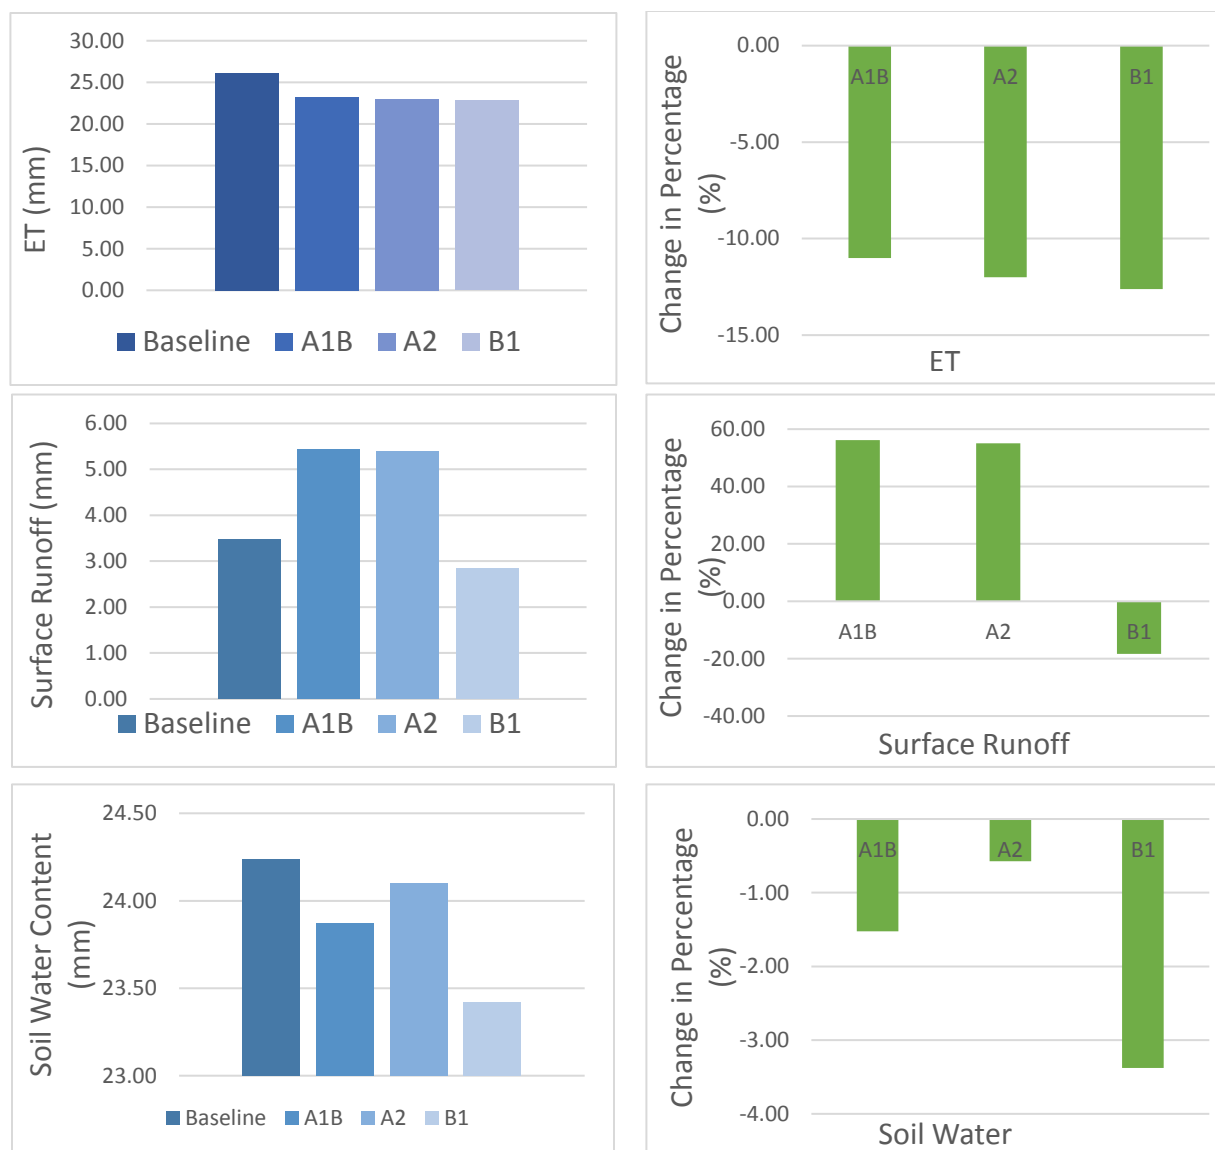 30.00
25.00
20.00
15.00
10.00
5.00
0.00
ET (mm)
Baseline A1B A2 B1
0.00
-5.00
-10.00
-15.00
Change in Percentage
(%)
A1B A2 B1
ET
6.00
5.00
4.00
3.00
2.00
1.00
0.00
Surface Runoff (mm)
Baseline A1B A2 B1
60.00
40.00
20.00
0.00
-20.00
-40.00
Change in Percentage
(%)
A1B A2 B1
Surface Runoff
24.50
24.00
23.50
23.00
Soil Water Content
(mm)
Baseline A1B A2 B1
0.00
-1.00
-2.00
-3.00
-4.00
Change in Percentage
(%)
A1B A2 B1
Soil Water